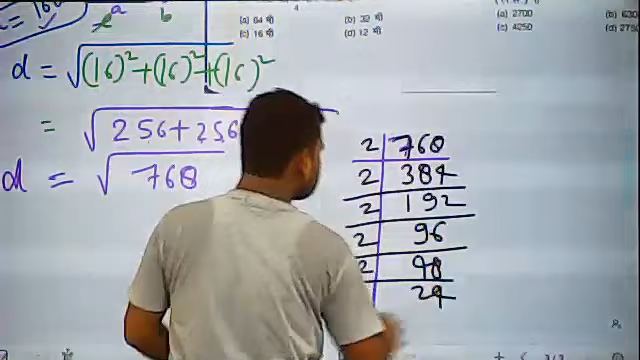 a
b
(a) 64 मी
(b) 32 मी
(c) 16 मी
(d) 12 मी
(a) 2700
(b) 630
(c) 4250
d = √(16)² + (16)² + (16)²
= √256 + 256
d = √768
2 | 768
2 | 384
2 | 192
2 | 96
2 | 48
24